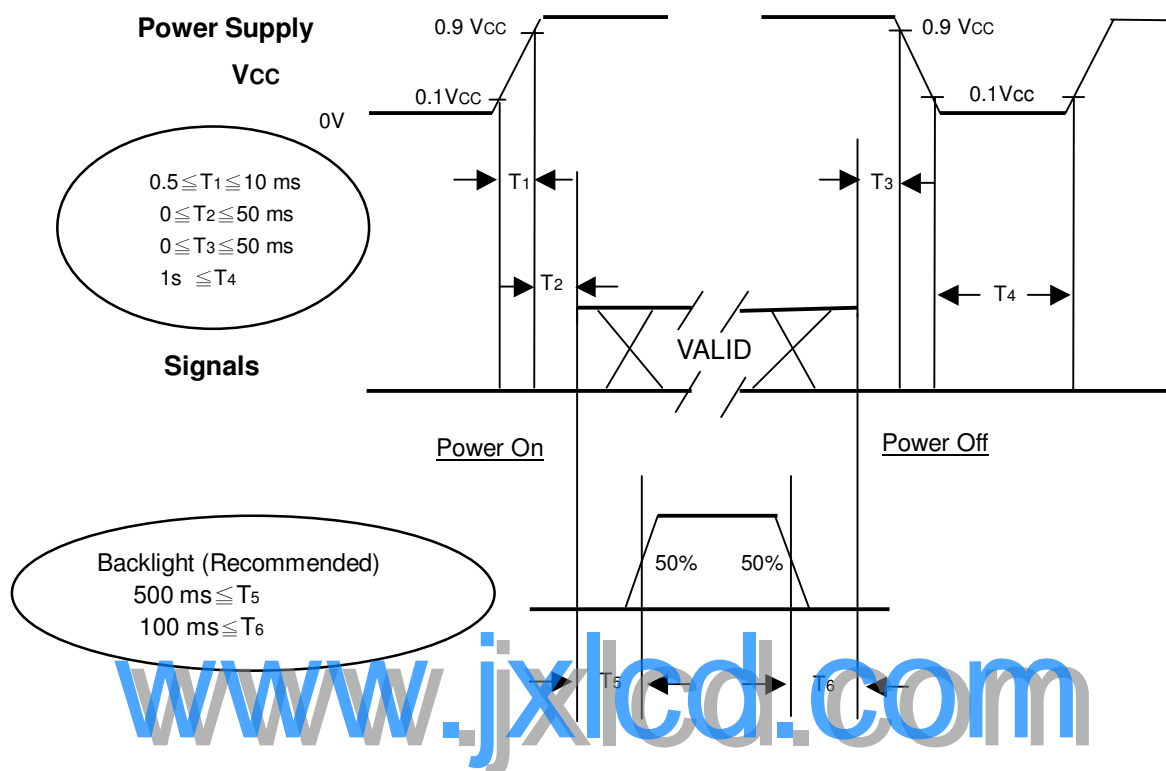 Power Supply
VCC
0.9 VCC
0.9 VCC
0.1VCC
0.1Vcc
0V
0.5≦T1≦10 ms
0≦T2≦50 ms
0≦T3≦50 ms
1s ≦T4
T1
T3
T2
T4
VALID
Signals
Power On
Power Off
Backlight (Recommended)
500 ms≦T5
100 ms≦T6
50%
50%
T5
T6
www.jxlcd.com